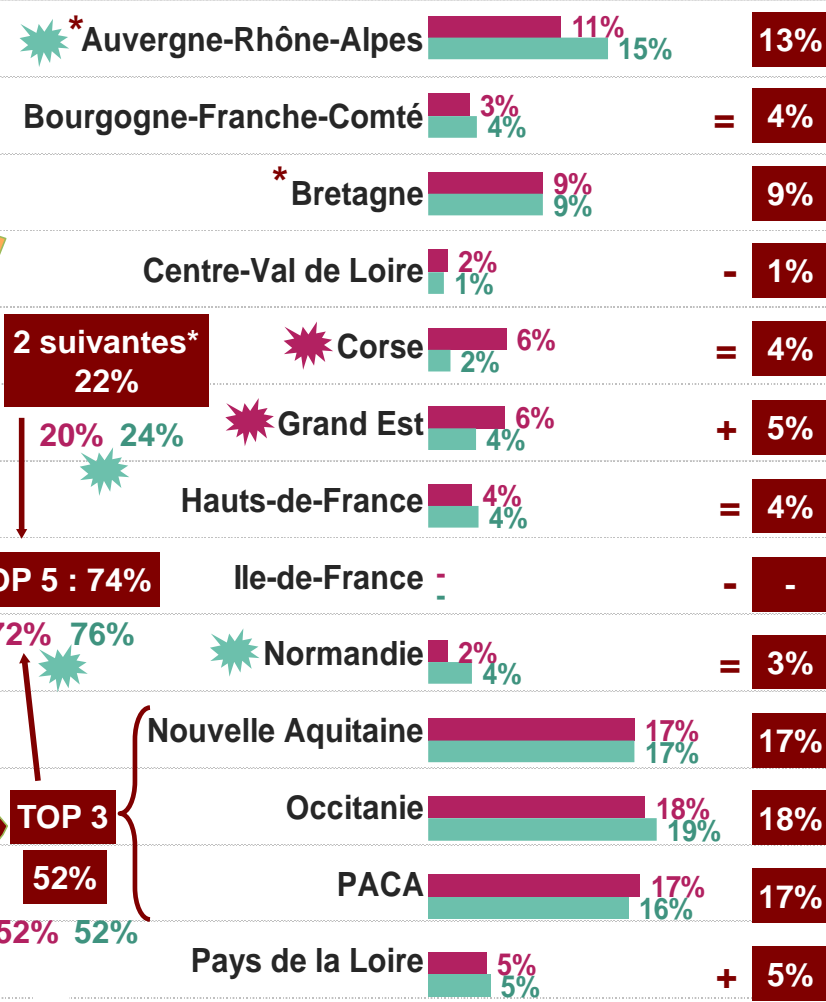 *Auvergne-Rhône-Alpes 11% 15% 13%
Bourgogne-Franche-Comté 3% 4% = 4%
*Bretagne 9% 9% 9%
Centre-Val de Loire 2% 1% - 1%
2 suivantes*
22%
20% 24%
Corse 6% 2% = 4%
Grand Est 6% 4% + 5%
Hauts-de-France 4% 4% = 4%
OP 5 : 74%
72% 76%
Ile-de-France - - - -
Normandie 2% 4% = 3%
Nouvelle Aquitaine 17% 17% 17%
TOP 3
52%
52% 52%
Occitanie 18% 19% 18%
PACA 17% 16% 17%
Pays de la Loire 5% 5% + 5%